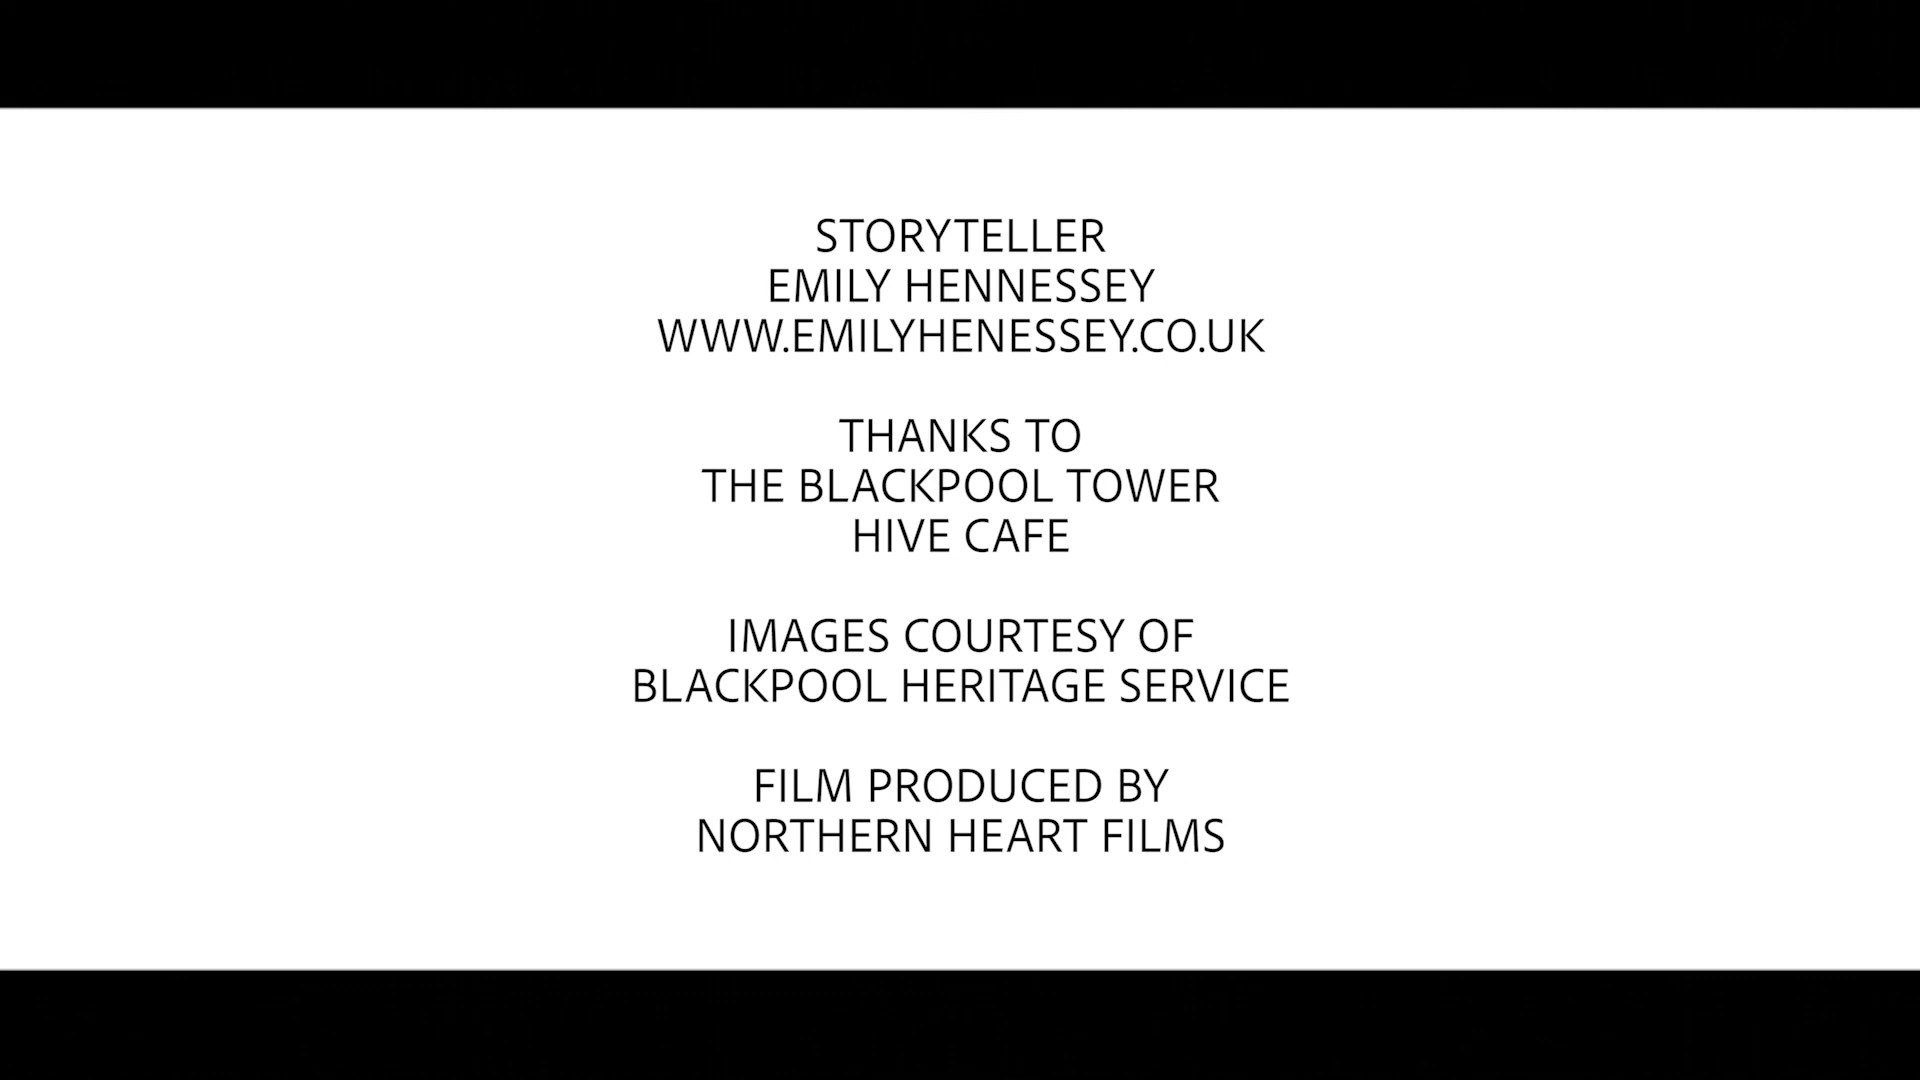 STORYTELLER
EMILY HENNESSEY
WWW.EMILYHENESSEY.CO.UK
THANKS TO
THE BLACKPOOL TOWER
HIVE CAFE
IMAGES COURTESY OF
BLACKPOOL HERITAGE SERVICE
FILM PRODUCED BY
NORTHERN HEART FILMS